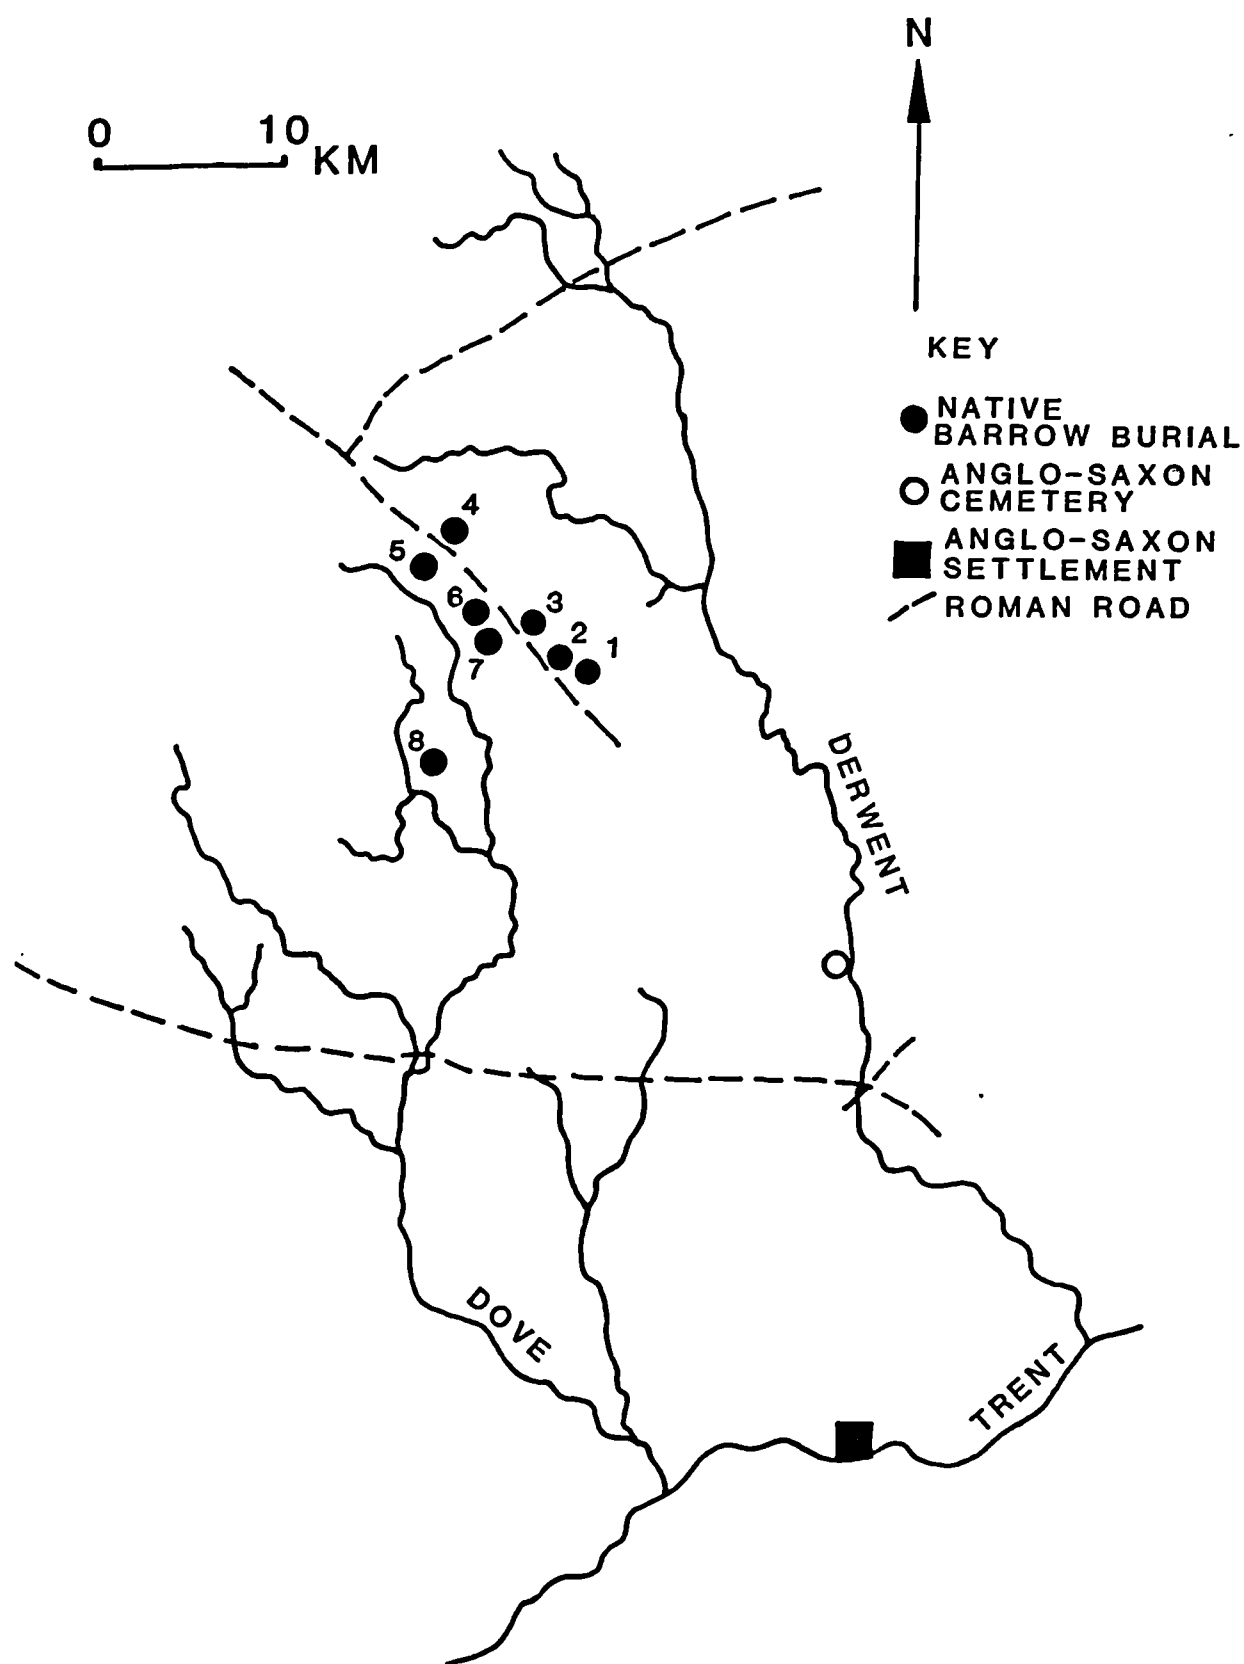 N
0 10 KM
KEY
NATIVE
BARROW BURIAL
ANGLO-SAXON
CEMETERY
ANGLO-SAXON
SETTLEMENT
ROMAN ROAD
4
5
6
3
2
1
7
8
DERWENT
DOVE
TRENT